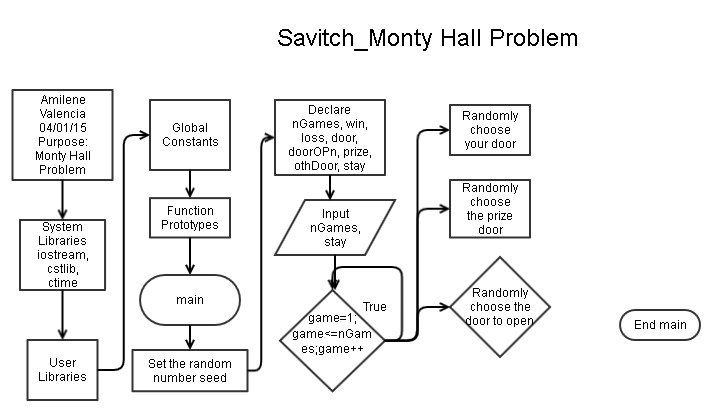 Savitch_Monty Hall Problem
Amilene
Valencia
04/01/15
Purpose:
Monty Hall
Problem
System
Libraries
iostream,
cstlib,
ctime
User
Libraries
Global
Constants
Function
Prototypes
main
Set the random
number seed
Declare
nGames, win,
loss, door,
doorOPn, prize,
othDoor, stay
Input
nGames,
stay
True
game=1;
game<=nGam
es;game++
Randomly
choose
your door
Randomly
choose
the prize
door
Randomly
choose the
door to open
End main